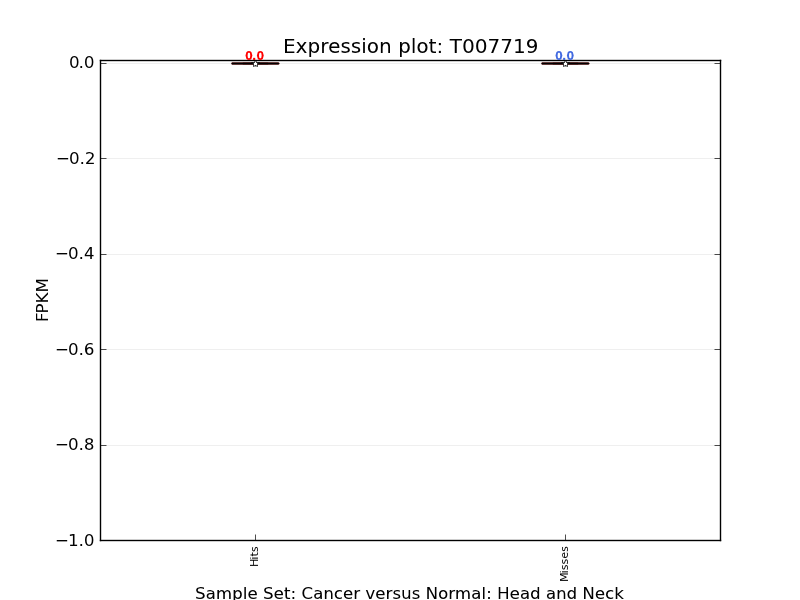 Expression plot: T007719
0.0
0.0
0.0
−0.2
−0.4
−0.6
−0.8
−1.0
FPKM
Hits
Misses
Sample Set: Cancer versus Normal: Head and Neck